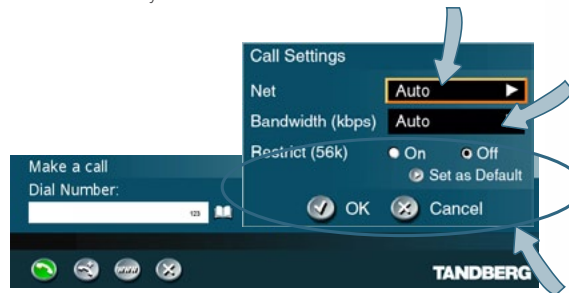 Call Settings
Net Auto
Bandwidth (kbps) Auto
Restrict (56k) On Off
Set as Default
OK Cancel
Make a call
Dial Number:
123
www
TANDBERG